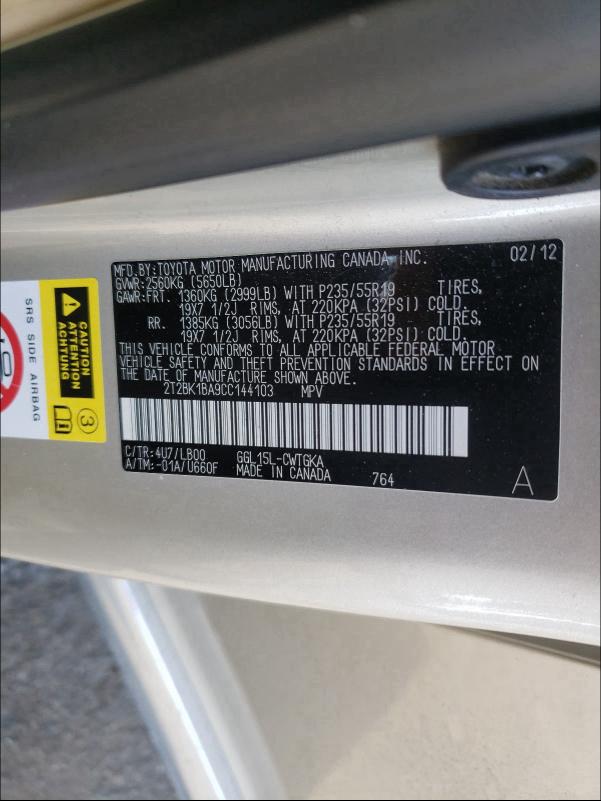 MFD.BY:TOYOTA MOTOR MANUFACTURING CANADA INC. 02/12
GVWR:2560KG (5650LB)
GAWR:FRT. 1360KG (2999LB) WITH P235/55R19 TIRES,
19X7 1/2J RIMS, AT 220KPA (32PSI) COLD.
RR. 1385KG (3056LB) WITH P235/55R19 TIRES,
19X7 1/2J RIMS, AT 220KPA (32PSI) COLD.
THIS VEHICLE CONFORMS TO ALL APPLICABLE FEDERAL MOTOR
VEHICLE SAFETY AND THEFT PREVENTION STANDARDS IN EFFECT ON
THE DATE OF MANUFACTURE SHOWN ABOVE.
2T2BK1BA9CC144103 MPV
C/TR:4U7/LB00 GGL15L-CWTGKA
A/TM:-01A/U660F MADE IN CANADA 764 A
SRS SIDE AIRBAG
CAUTION
ATTENTION
ACHTUNG
3